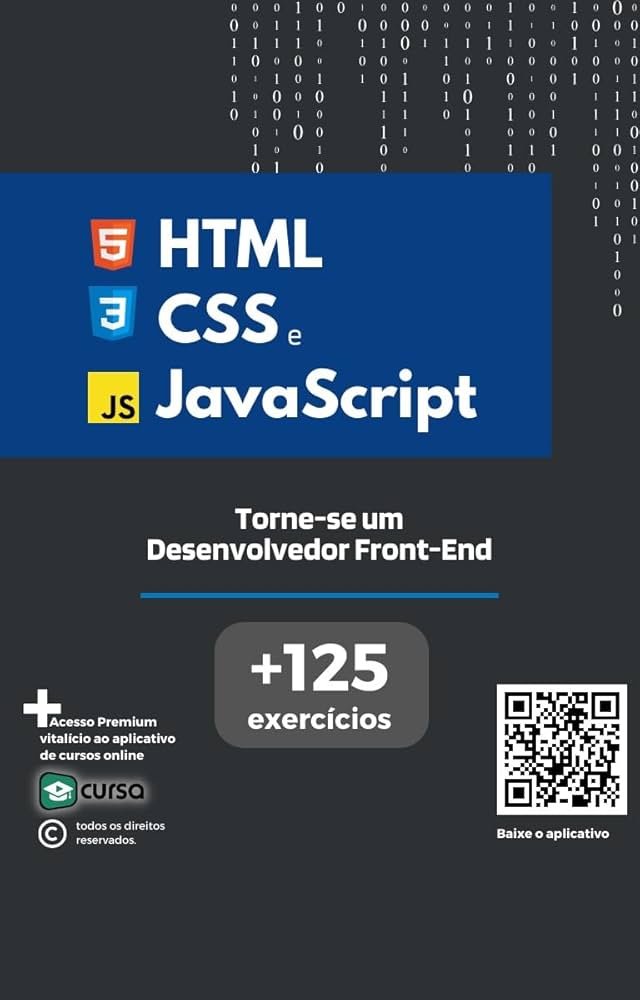 HTML
CSS e
JS JavaScript
Torne-se um
Desenvolvedor Front-End
+125
exercícios
+
Acesso Premium
vitalício ao aplicativo
de cursos online
cursa
© todos os direitos
reservados.
Baixe o aplicativo